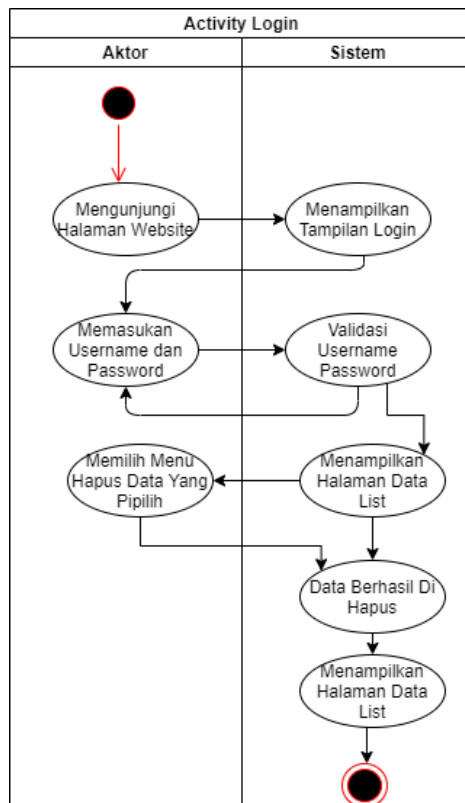 Activity Login
Aktor
Sistem
Mengunjungi
Halaman Website
Menampilkan
Tampilan Login
Memasukan
Username dan
Password
Validasi
Username
Password
Memilih Menu
Hapus Data Yang
Pipilih
Menampilkan
Halaman Data
List
Data Berhasil Di
Hapus
Menampilkan
Halaman Data
List